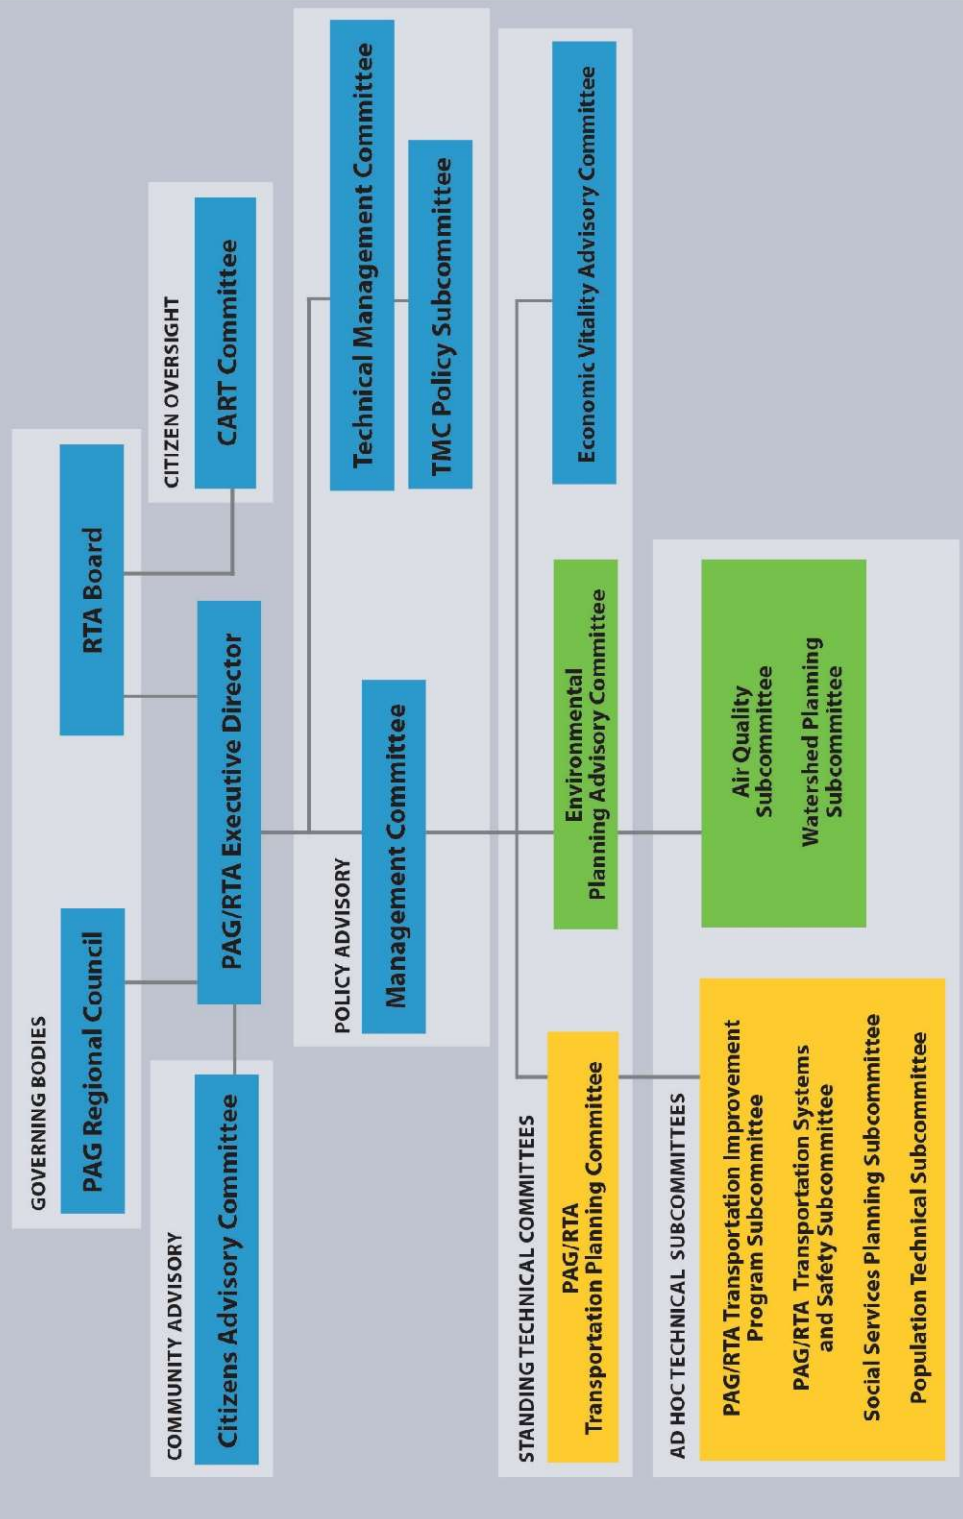 GOVERNING BODIES
PAG Regional Council
RTA Board
COMMUNITY ADVISORY
Citizens Advisory Committee
PAG/RTA Executive Director
CITIZEN OVERSIGHT
CART Committee
POLICY ADVISORY
Management Committee
Technical Management Committee
TMC Policy Subcommittee
STANDING TECHNICAL COMMITTEES
PAG/RTA
Transportation Planning Committee
Environmental
Planning Advisory Committee
Economic Vitality Advisory Committee
AD HOC TECHNICAL SUBCOMMITTEES
PAG/RTA Transportation Improvement
Program Subcommittee
PAG/RTA Transportation Systems
and Safety Subcommittee
Social Services Planning Subcommittee
Population Technical Subcommittee
Air Quality
Subcommittee
Watershed Planning
Subcommittee